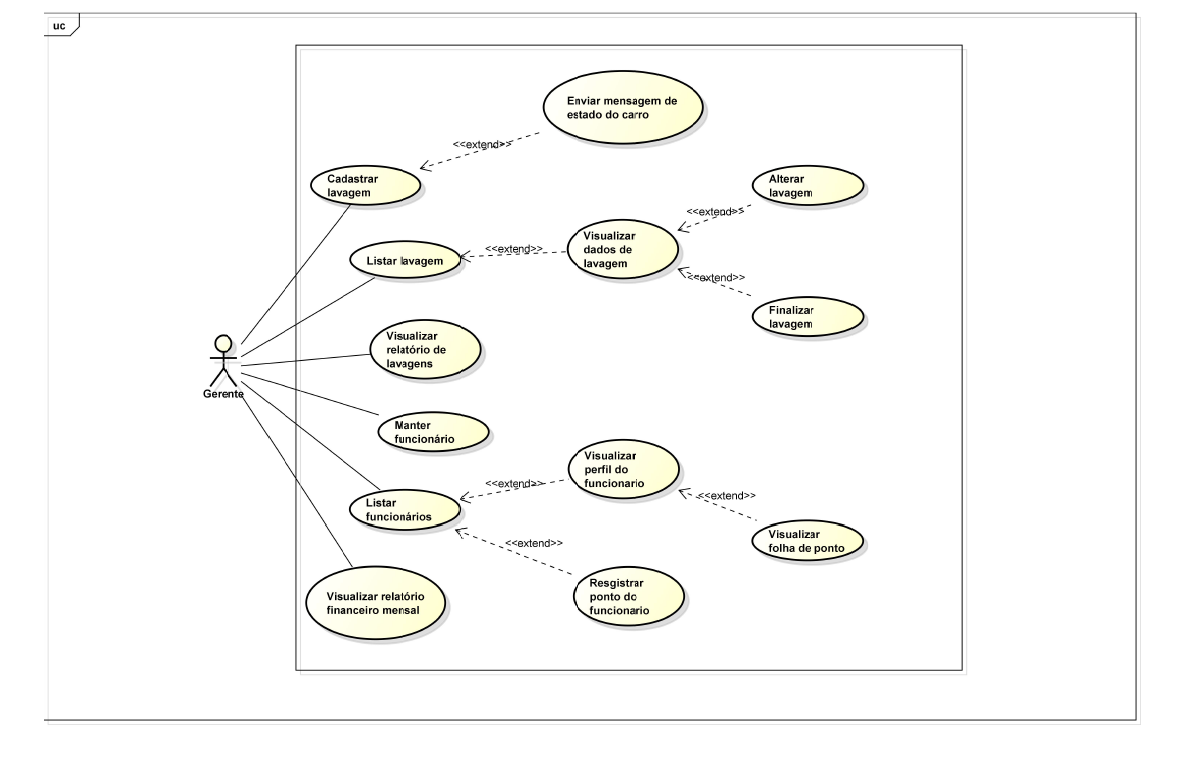 uc
Enviar mensagem de
estado do carro
<<extend>>
Cadastrar
lavagem
Alterar
lavagem
<<extend>>
Visualizar
dados de
lavagem
<<extend>>
Listar lavagem
<<extend>>
Finalizar
lavagem
Visualizar
relatório de
lavagens
Gerente
Manter
funcionário
Visualizar
perfil do
funcionario
<<extend>>
<<extend>>
Listar
funcionários
Visualizar
folha de ponto
<<extend>>
Resgistrar
ponto do
funcionario
Visualizar relatório
financeiro mensal